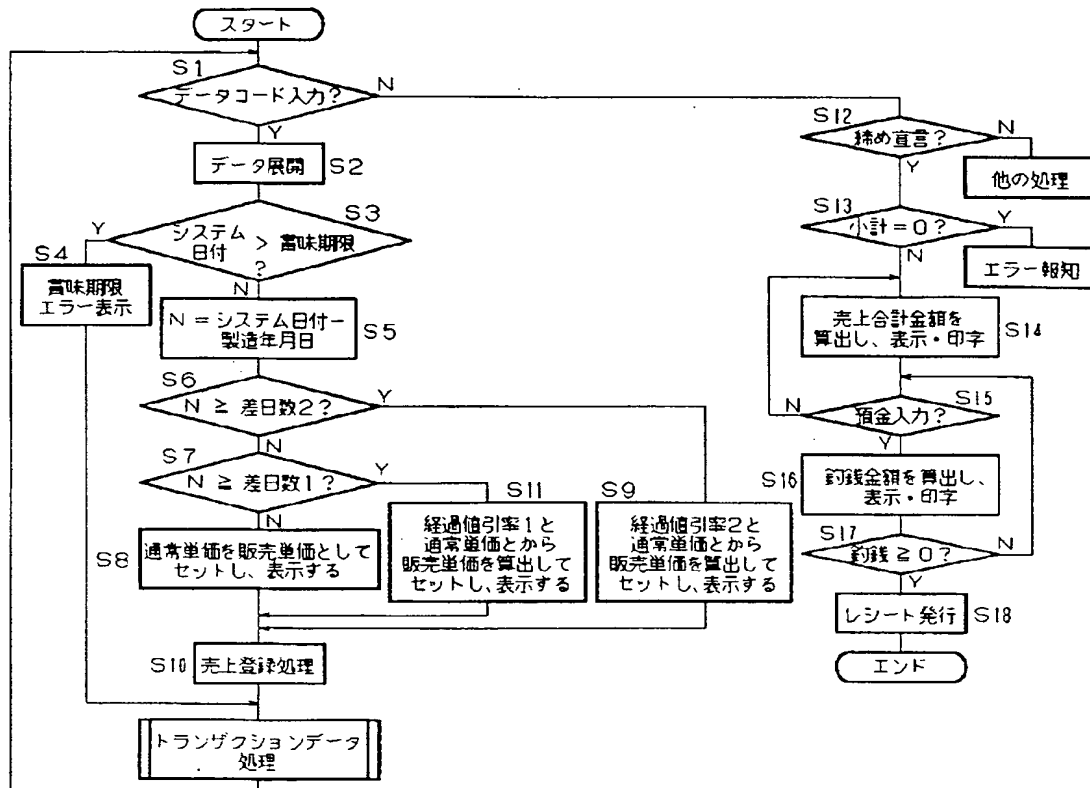 スタート
S1
データコード入力?
N
Y
データ展開
S2
S3
システム
日付 > 賞味期限
?
Y
N
S4
賞味期限
エラー表示
N=システム日付-
製造年月日
S5
S6
N ≧ 差日数2?
Y
N
S7
N ≧ 差日数1?
Y
N
S8
通常単価を販売単価として
セットし、表示する
S11
経過値引率1と
通常単価とから
販売単価を算出して
セットし、表示する
S9
経過値引率2と
通常単価とから
販売単価を算出して
セットし、表示する
S10
売上登録処理
トランザクションデータ
処理
S12
締め宣言?
N
Y
他の処理
S13
小計=0?
Y
N
エラー報知
売上合計金額を
算出し、表示・印字
S14
S15
預金入力?
N
Y
S16
釣銭金額を算出し、
表示・印字
S17
釣銭≧0?
N
Y
レシート発行
S18
エンド